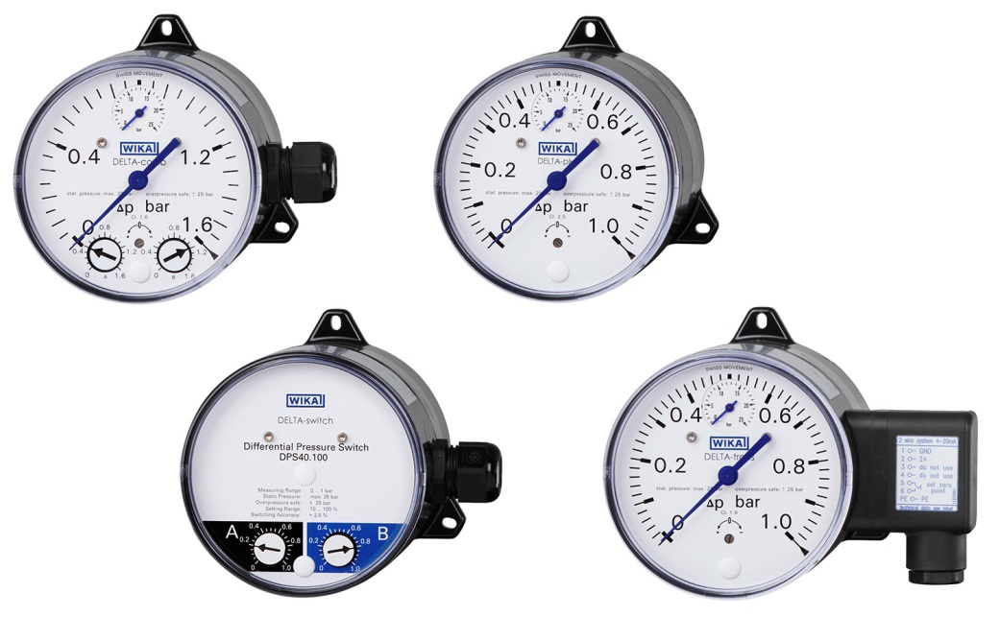 SWISS MOVEMENT
5 10 15 20 25
bar
WIKA
DELTA-comb
0 0.4 1.2 1.6
stat. pressure: max. 25 bar overpressure safe: 25 bar
Δp bar
Cl. 1.6
0
0 0.4 0.8 1.2 1.6
A
0 0.4 0.8 1.2 1.6
B
SWISS MOVEMENT
5 10 15 20 25
bar
WIKA
0 0.2 0.4 0.6 0.8 1.0
stat. pressure: max. 25 bar overpressure safe: 25 bar
Δp bar
Cl. 2.5
0
WIKA
DELTA-switch
Differential Pressure Switch
DPS40.100
Measuring Range: 0 ... 1 bar
Static Pressure: max. 25 bar
Overpressure safe: 25 bar
Setting Range: 10 ... 100 %
Switching Accuracy: ± 2.5 %
A
0 0.2 0.4 0.6 0.8 1.0
B
0 0.2 0.4 0.6 0.8 1.0
SWISS MOVEMENT
5 10 15 20 25
bar
WIKA
DELTA-trans
0 0.2 0.4 0.6 0.8 1.0
stat. pressure: max. 25 bar overpressure safe: 25 bar
Δp bar
Cl. 1.6
0
2 wire system 4-20mA
1 GND
2 I+
3 do not use
4 do not use
5 set zero
6 point
PE PE
technical data see label